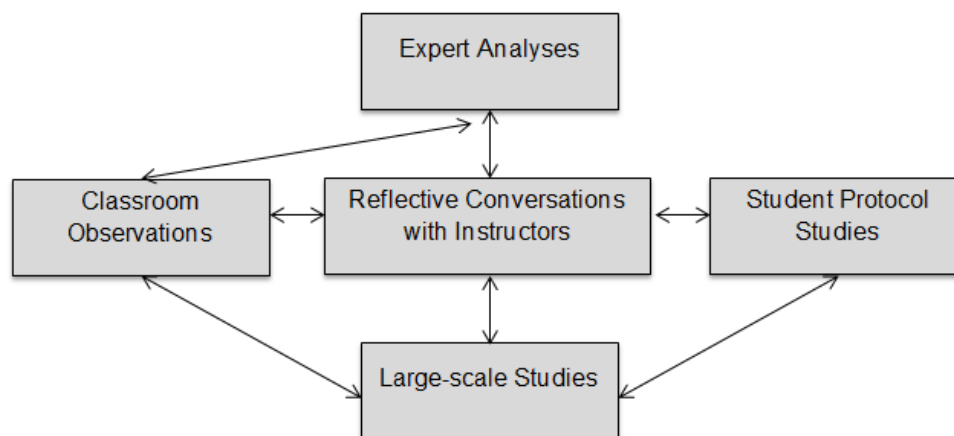 Expert Analyses
Classroom
Observations
Reflective Conversations
with Instructors
Student Protocol
Studies
Large-scale Studies